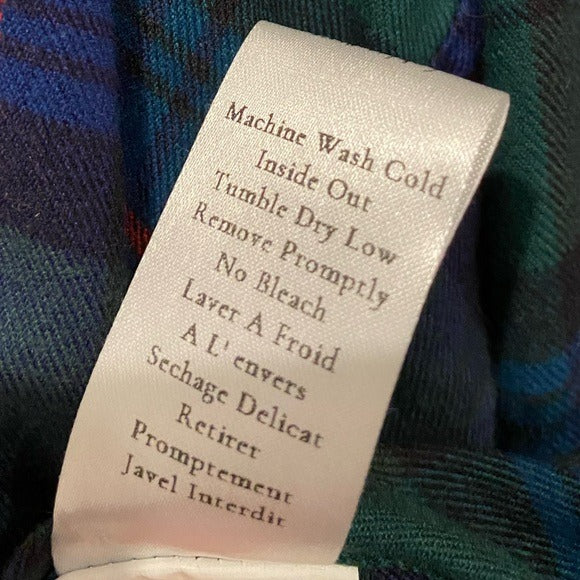 Machine Wash Cold
Inside Out
Tumble Dry Low
Remove Promptly
No Bleach
Laver A Froid
A L' envers
Sechage Delicat
Retirer
Promptement
Javel Interdit